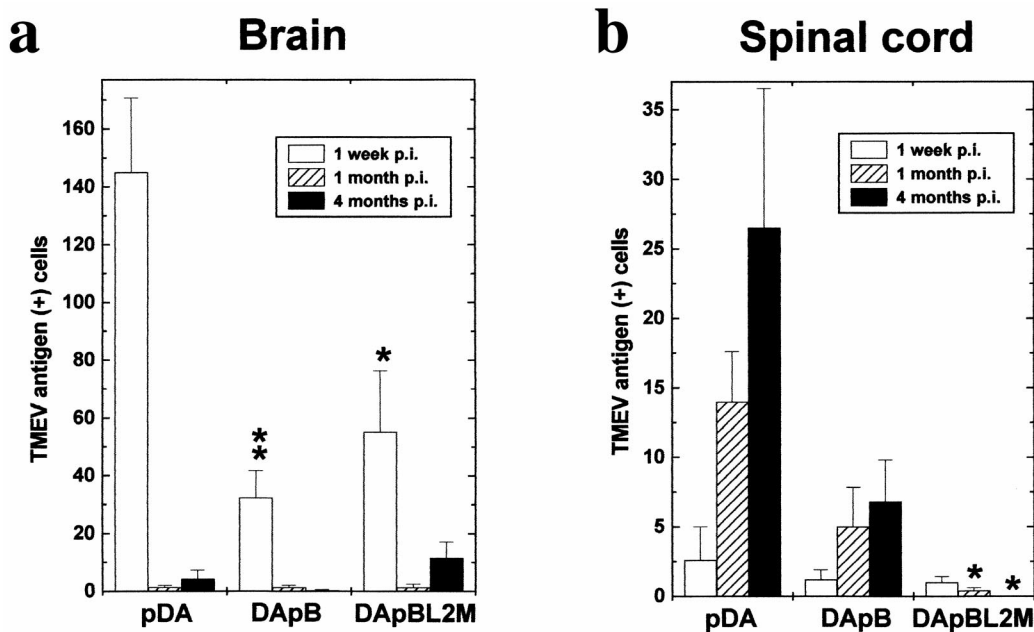 a
Brain
TMEV antigen (+) cells
160
140
120
100
80
60
40
20
0
1 week p.i.
1 month p.i.
4 months p.i.
*
*
*
pDA
DApB
DApBL2M
b
Spinal cord
TMEV antigen (+) cells
35
30
25
20
15
10
5
0
1 week p.i.
1 month p.i.
4 months p.i.
* *
pDA
DApB
DApBL2M